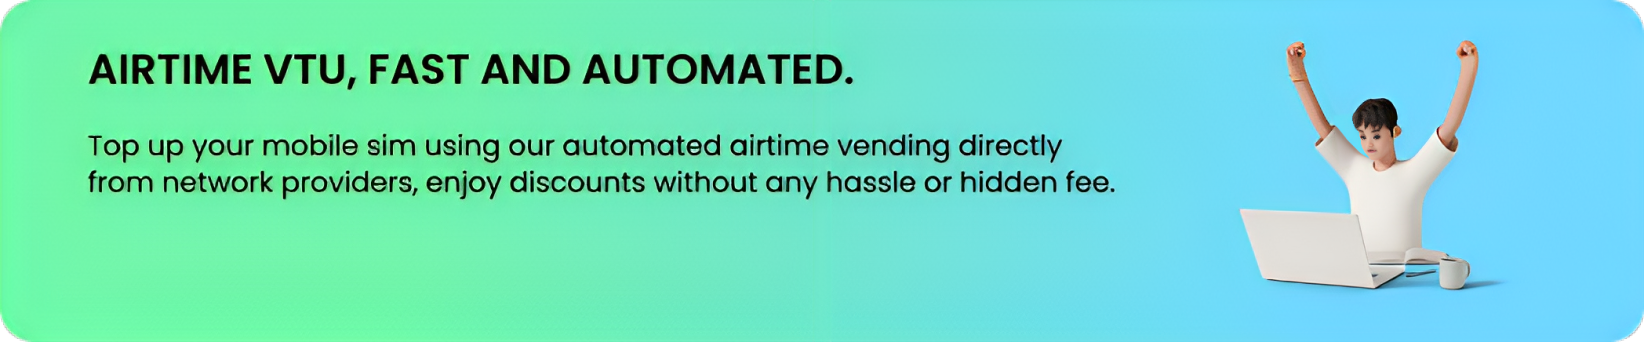 AIRTIME VTU, FAST AND AUTOMATED.
Top up your mobile sim using our automated airtime vending directly
from network providers, enjoy discounts without any hassle or hidden fee.